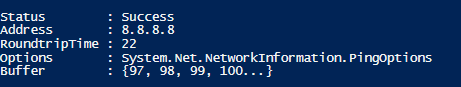 Status        : Success
Address       : 8.8.8.8
RoundtripTime : 22
Options       : System.Net.NetworkInformation.PingOptions
Buffer        : {97, 98, 99, 100...}